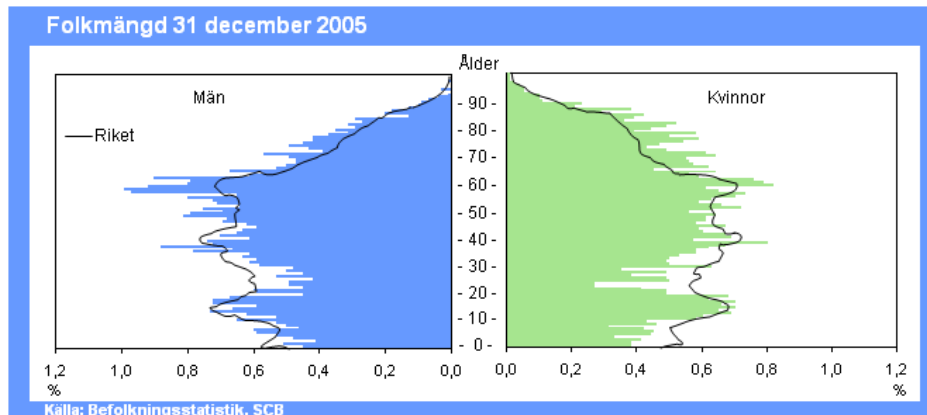 Folkmängd 31 december 2005
Ålder
Män
Kvinnor
Riket
- 90 -
- 80 -
- 70 -
- 60 -
- 50 -
- 40 -
- 30 -
- 20 -
- 10 -
- 0 -
1,2 1,0 0,8 0,6 0,4 0,2 0,0
0,0 0,2 0,4 0,6 0,8 1,0 1,2
%
%
Källa: Befolkningsstatistik, SCB